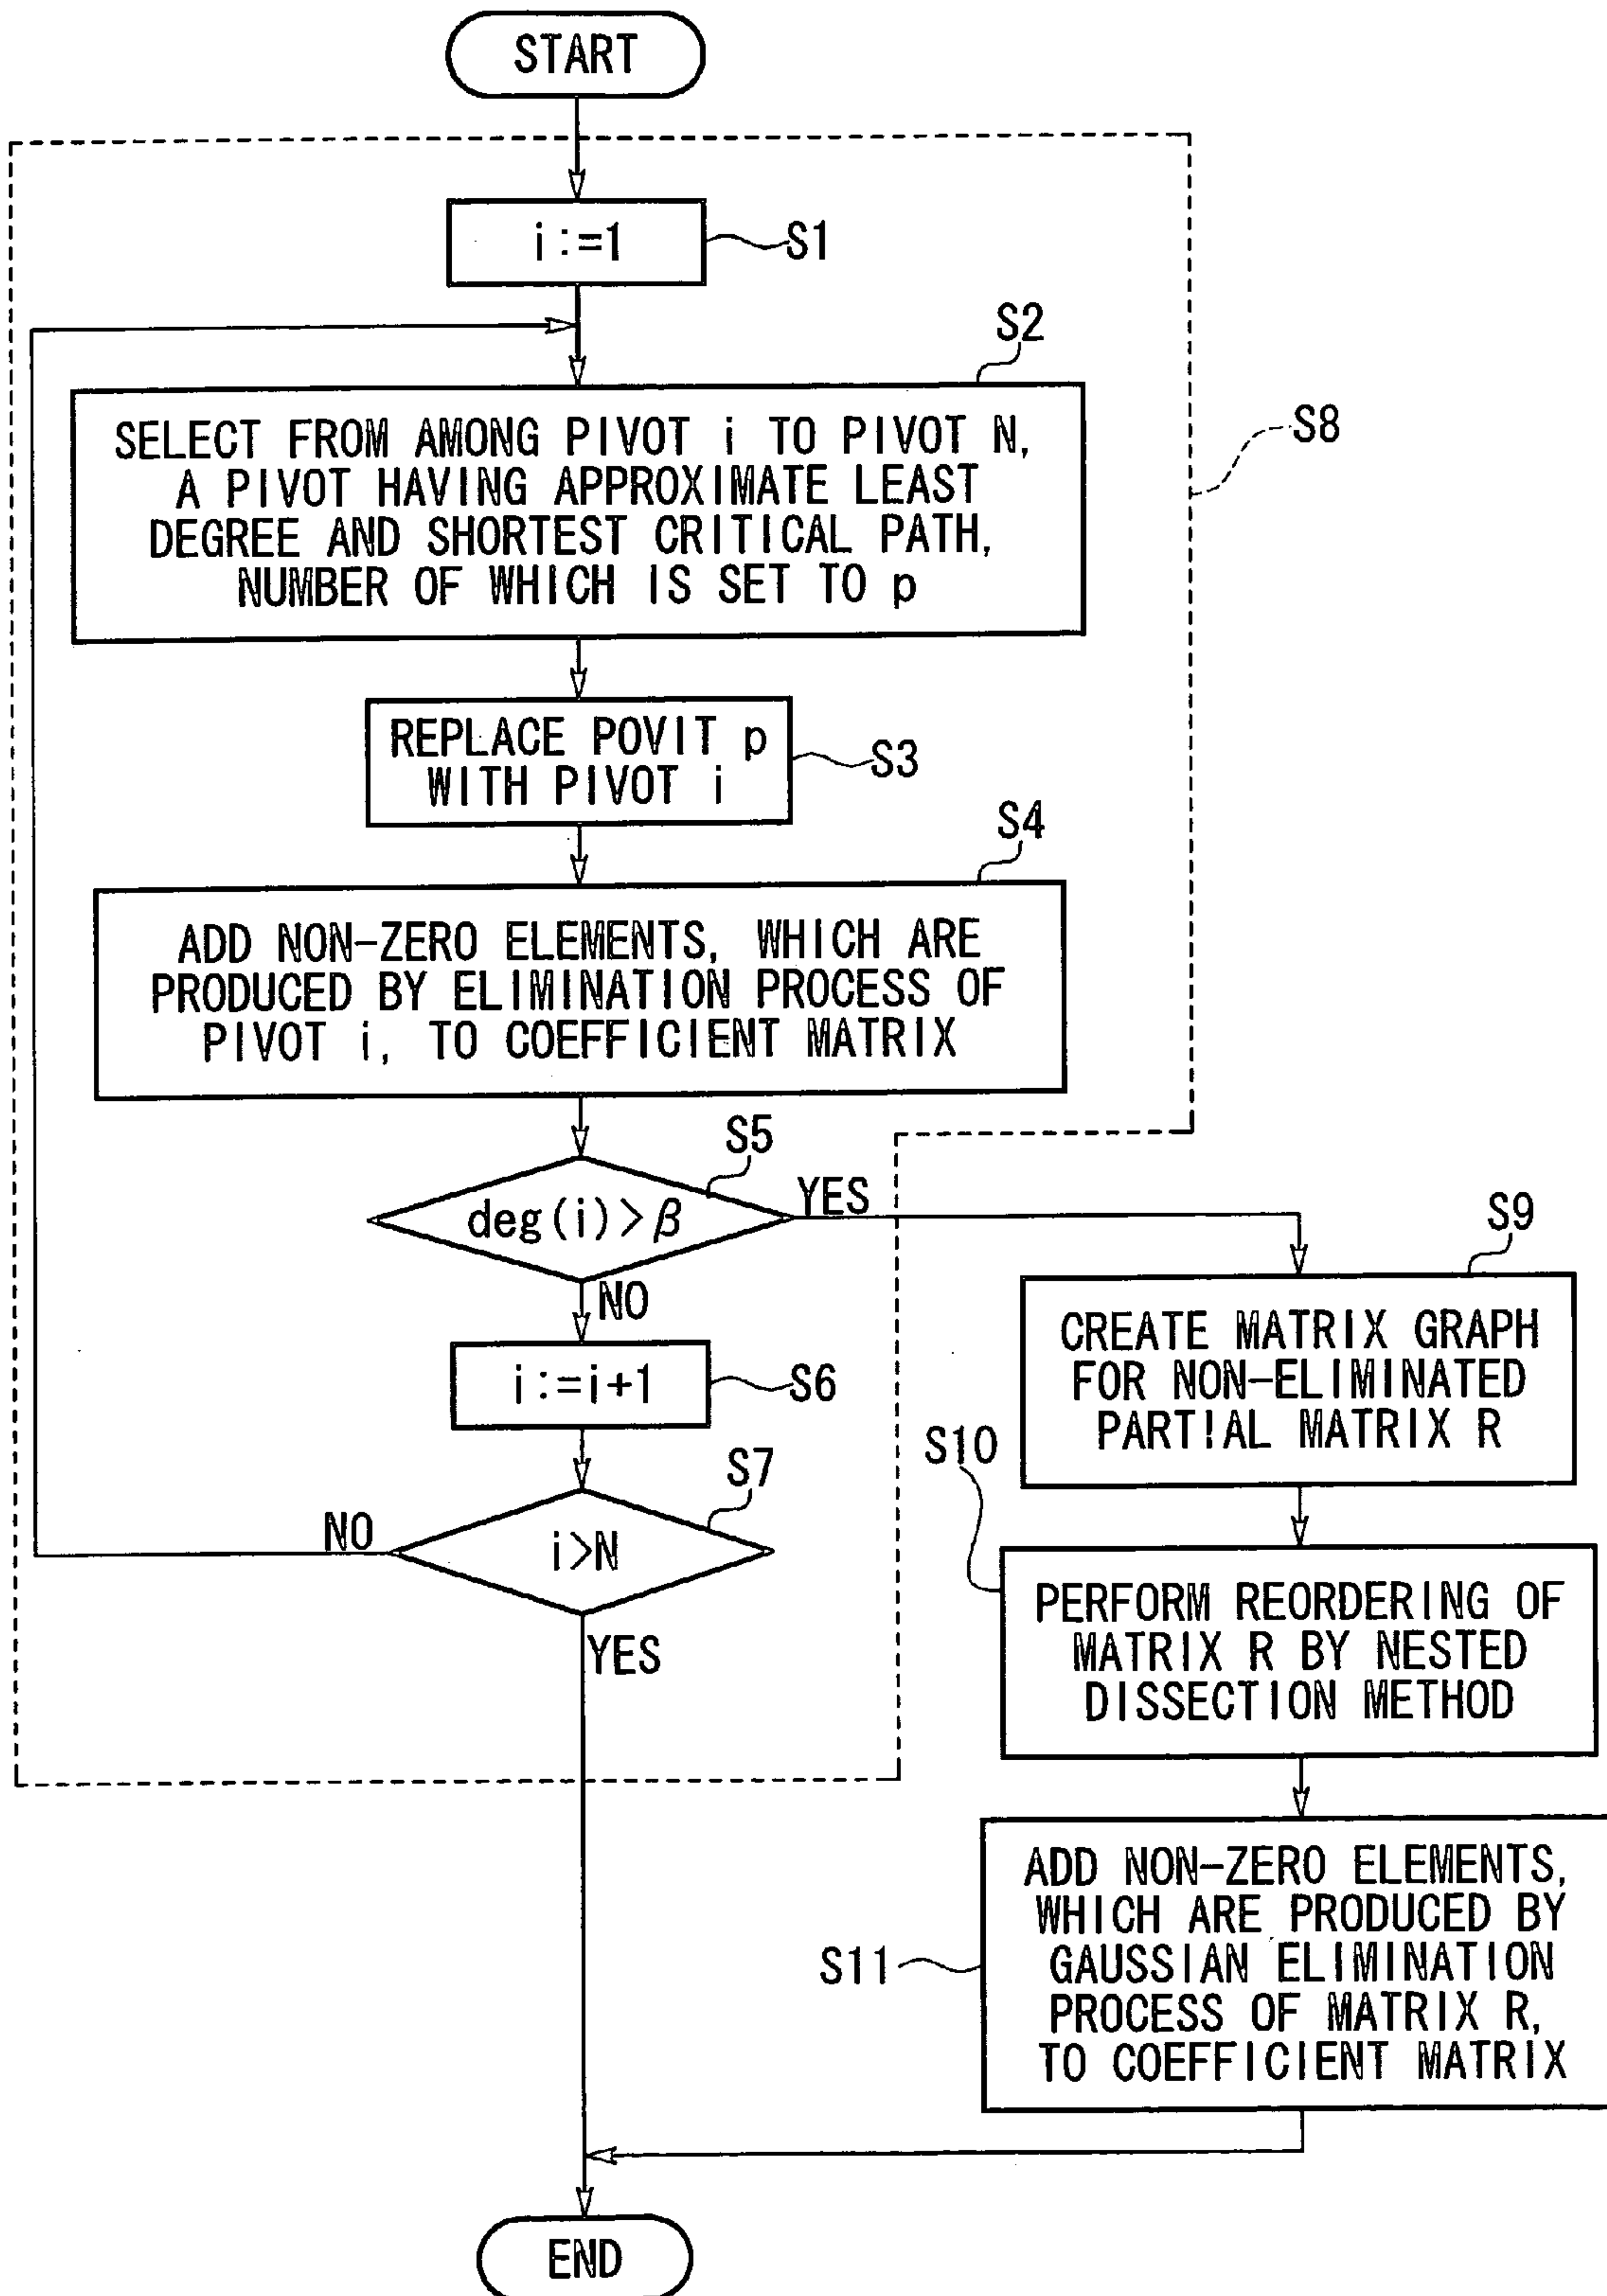 START
i:=1
S1
S2
SELECT FROM AMONG PIVOT i TO PIVOT N,
A PIVOT HAVING APPROXIMATE LEAST
DEGREE AND SHORTEST CRITICAL PATH,
NUMBER OF WHICH IS SET TO p
S8
REPLACE POVIT p
WITH PIVOT i
S3
S4
ADD NON-ZERO ELEMENTS, WHICH ARE
PRODUCED BY ELIMINATION PROCESS OF
PIVOT i, TO COEFFICIENT MATRIX
S5
deg(i)>β
YES
NO
i:=i+1
S6
S7
i>N
NO
YES
S9
CREATE MATRIX GRAPH
FOR NON-ELIMINATED
PARTIAL MATRIX R
S10
PERFORM REORDERING OF
MATRIX R BY NESTED
DISSECTION METHOD
S11
ADD NON-ZERO ELEMENTS,
WHICH ARE PRODUCED BY
GAUSSIAN ELIMINATION
PROCESS OF MATRIX R,
TO COEFFICIENT MATRIX
END